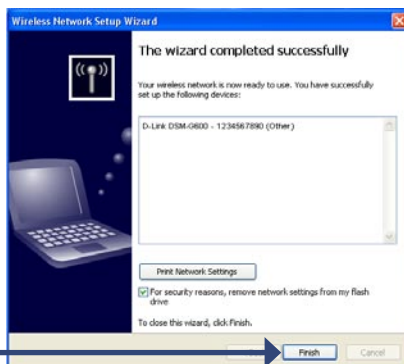 Wireless Network Setup Wizard
The wizard completed successfully
Your wireless network is now ready to use. You have successfully
set up the following devices:
D-Link DSM-G600 - 1234567890 (Other)
Print Network Settings
For security reasons, remove network settings from my flash
drive
To close this wizard, click Finish.
Finish
Cancel